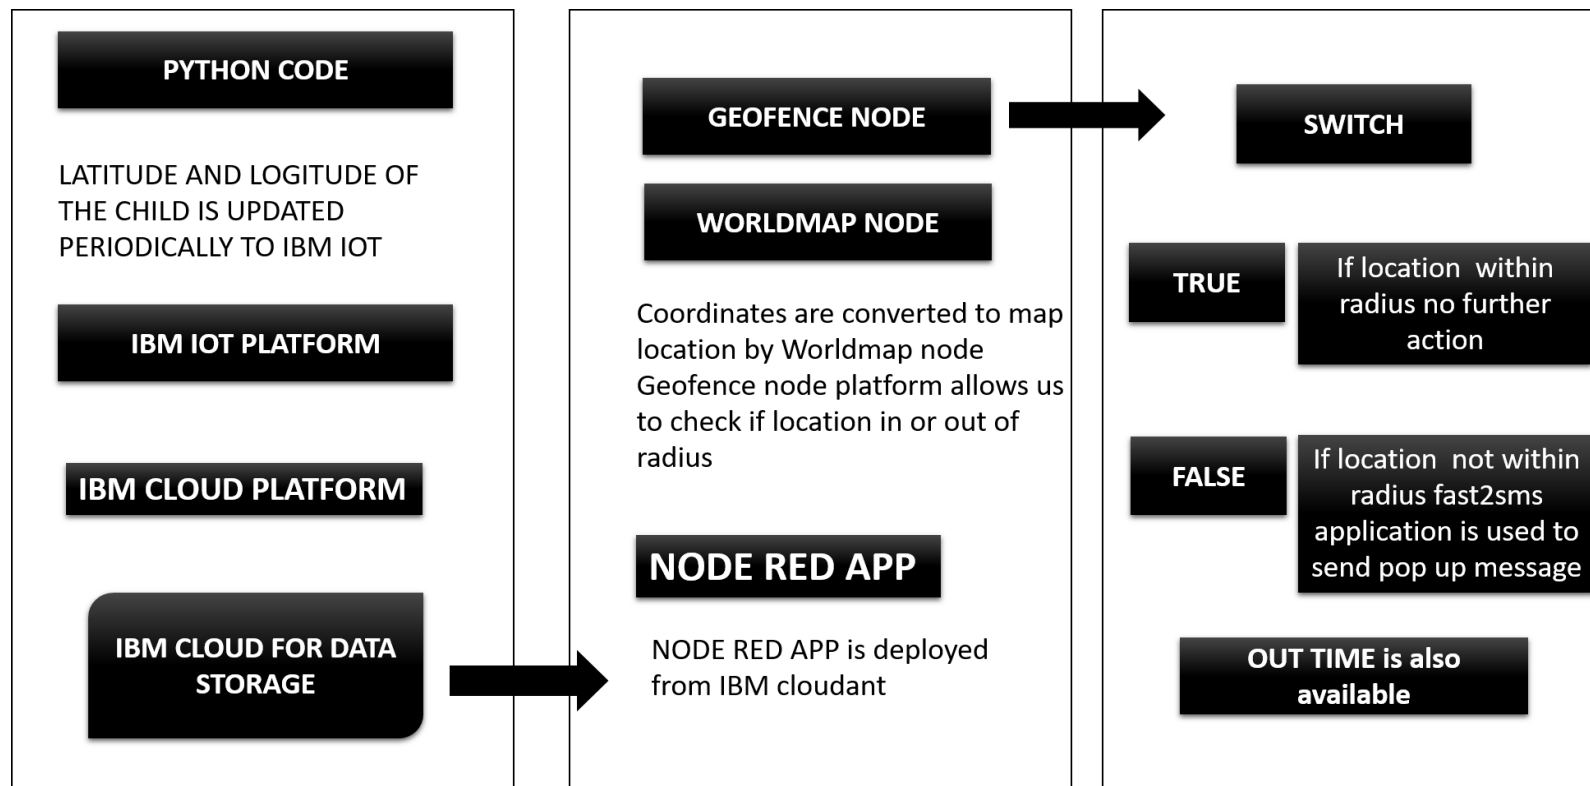 PYTHON CODE
LATITUDE AND LOGITUDE OF
THE CHILD IS UPDATED
PERIODICALLY TO IBM IOT
IBM IOT PLATFORM
IBM CLOUD PLATFORM
IBM CLOUD FOR DATA
STORAGE
GEOFENCE NODE
WORLDMAP NODE
Coordinates are converted to map
location by Worldmap node
Geofence node platform allows us
to check if location in or out of
radius
NODE RED APP
NODE RED APP is deployed
from IBM cloudant
SWITCH
TRUE
If location within
radius no further
action
FALSE
If location not within
radius fast2sms
application is used to
send pop up message
OUT TIME is also
available